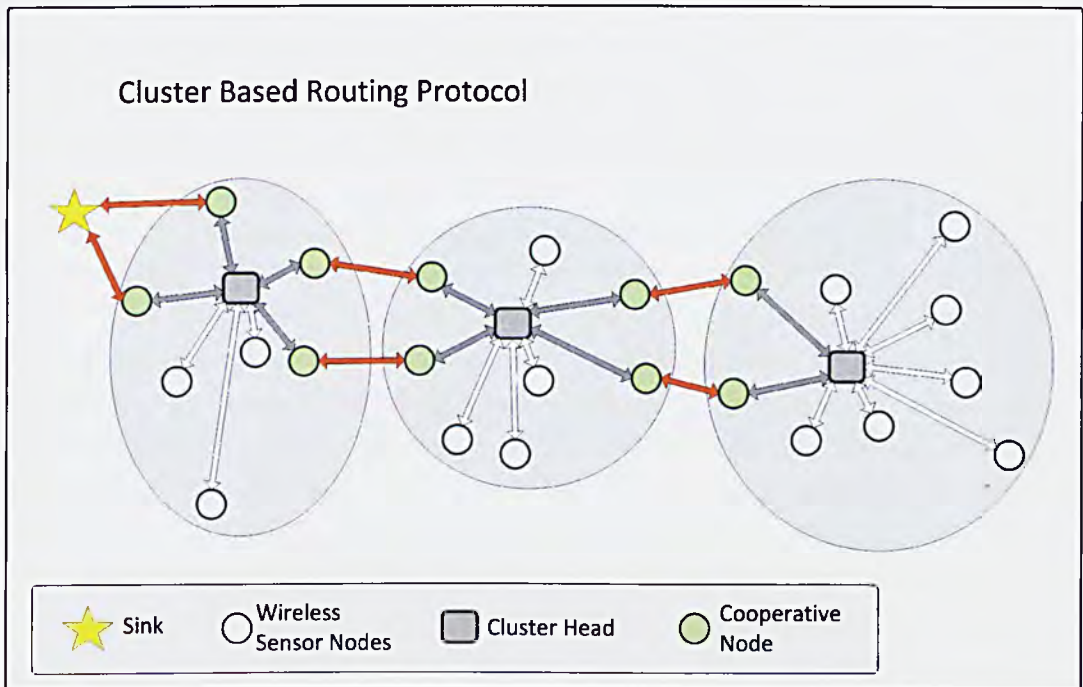 Cluster Based Routing Protocol
Sink
Wireless
Sensor Nodes
Cluster Head
Cooperative
Node